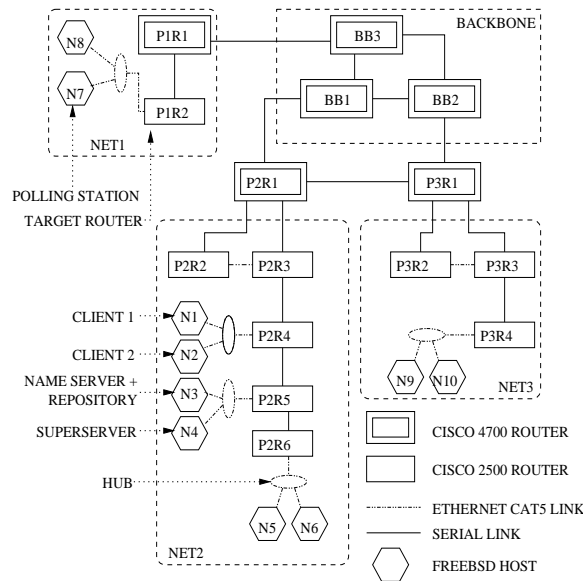 BACKBONE
N8
P1R1
BB3
N7
P1R2
BB1
BB2
NET1
POLLING STATION
TARGET ROUTER
P2R1
P3R1
P2R2
P2R3
P3R2
P3R3
CLIENT 1
N1
CLIENT 2
N2
P2R4
P3R4
NAME SERVER +
REPOSITORY
N3
P2R5
N9
N10
NET3
SUPERSERVER
N4
P2R6
CISCO 4700 ROUTER
HUB
CISCO 2500 ROUTER
N5
N6
ETHERNET CAT5 LINK
SERIAL LINK
NET2
FREEBSD HOST